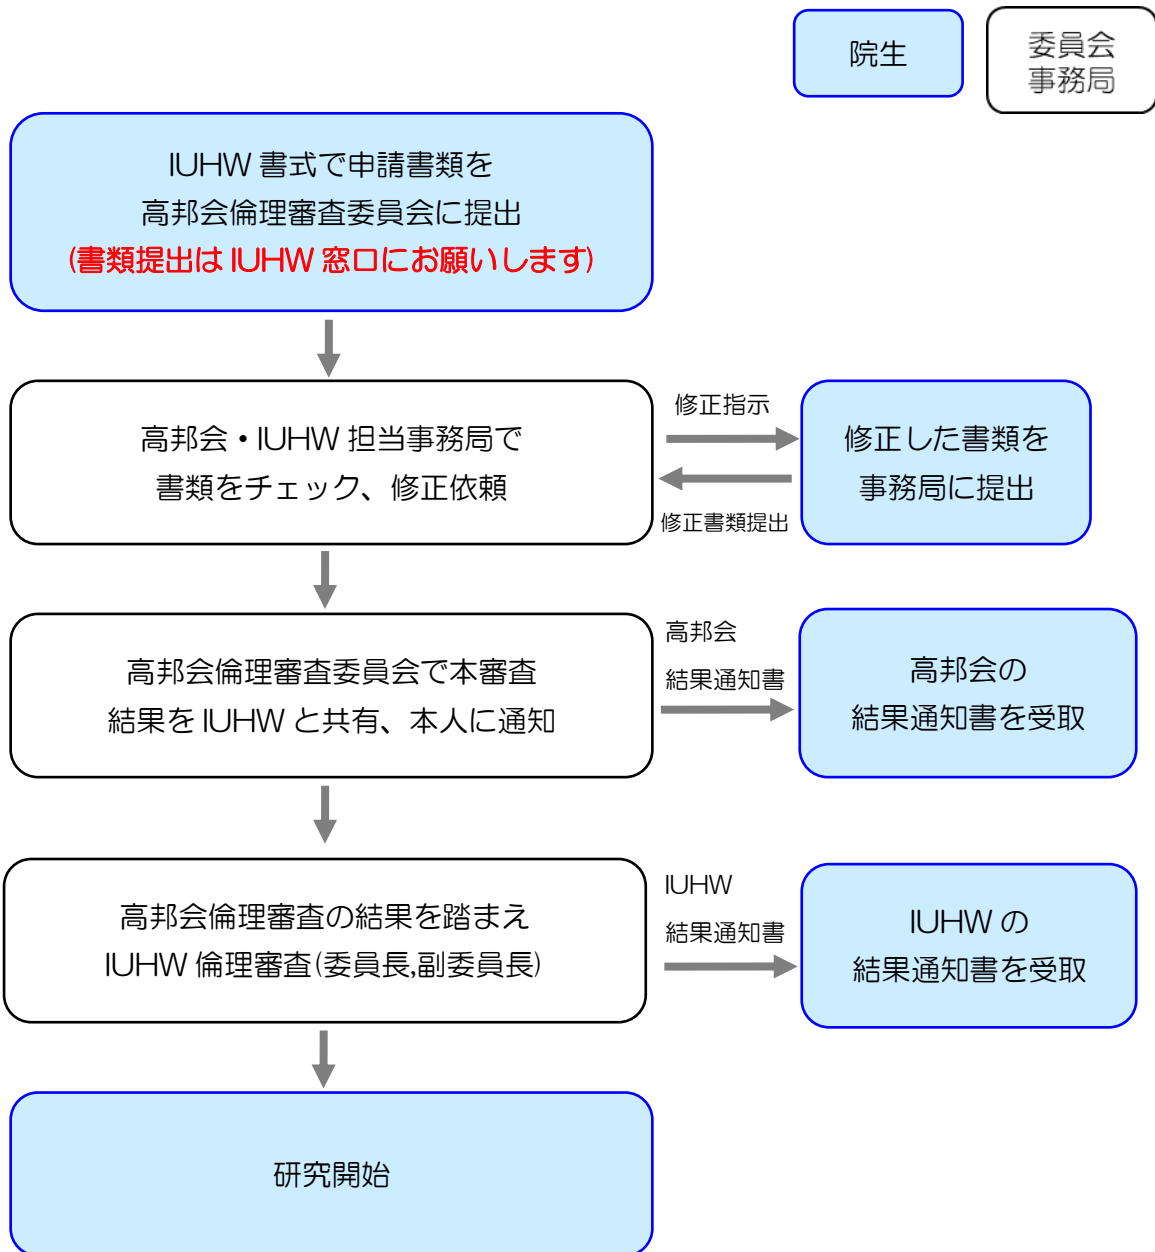 院生
委員会
事務局
IUHW 書式で申請書類を
高邦会倫理審査委員会に提出
(書類提出は IUHW 窓口にお願いします)
高邦会・IUHW 担当事務局で
書類をチェック、修正依頼
修正指示
修正書類提出
修正した書類を
事務局に提出
高邦会倫理審査委員会で本審査
結果を IUHW と共有、本人に通知
高邦会
結果通知書
高邦会の
結果通知書を受取
高邦会倫理審査の結果を踏まえ
IUHW 倫理審査(委員長,副委員長)
IUHW
結果通知書
IUHW の
結果通知書を受取
研究開始